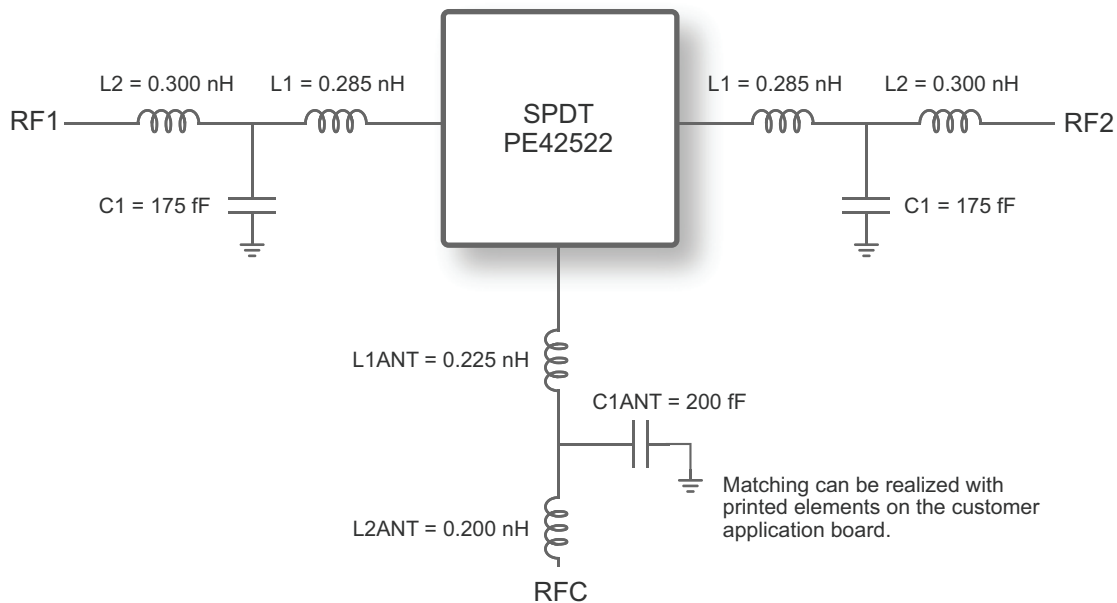 L2 = 0.300 nH
L1 = 0.285 nH
L1 = 0.285 nH
L2 = 0.300 nH
RF1
SPDT
PE42522
RF2
C1 = 175 fF
C1 = 175 fF
L1ANT = 0.225 nH
C1ANT = 200 fF
Matching can be realized with
printed elements on the customer
application board.
L2ANT = 0.200 nH
RFC